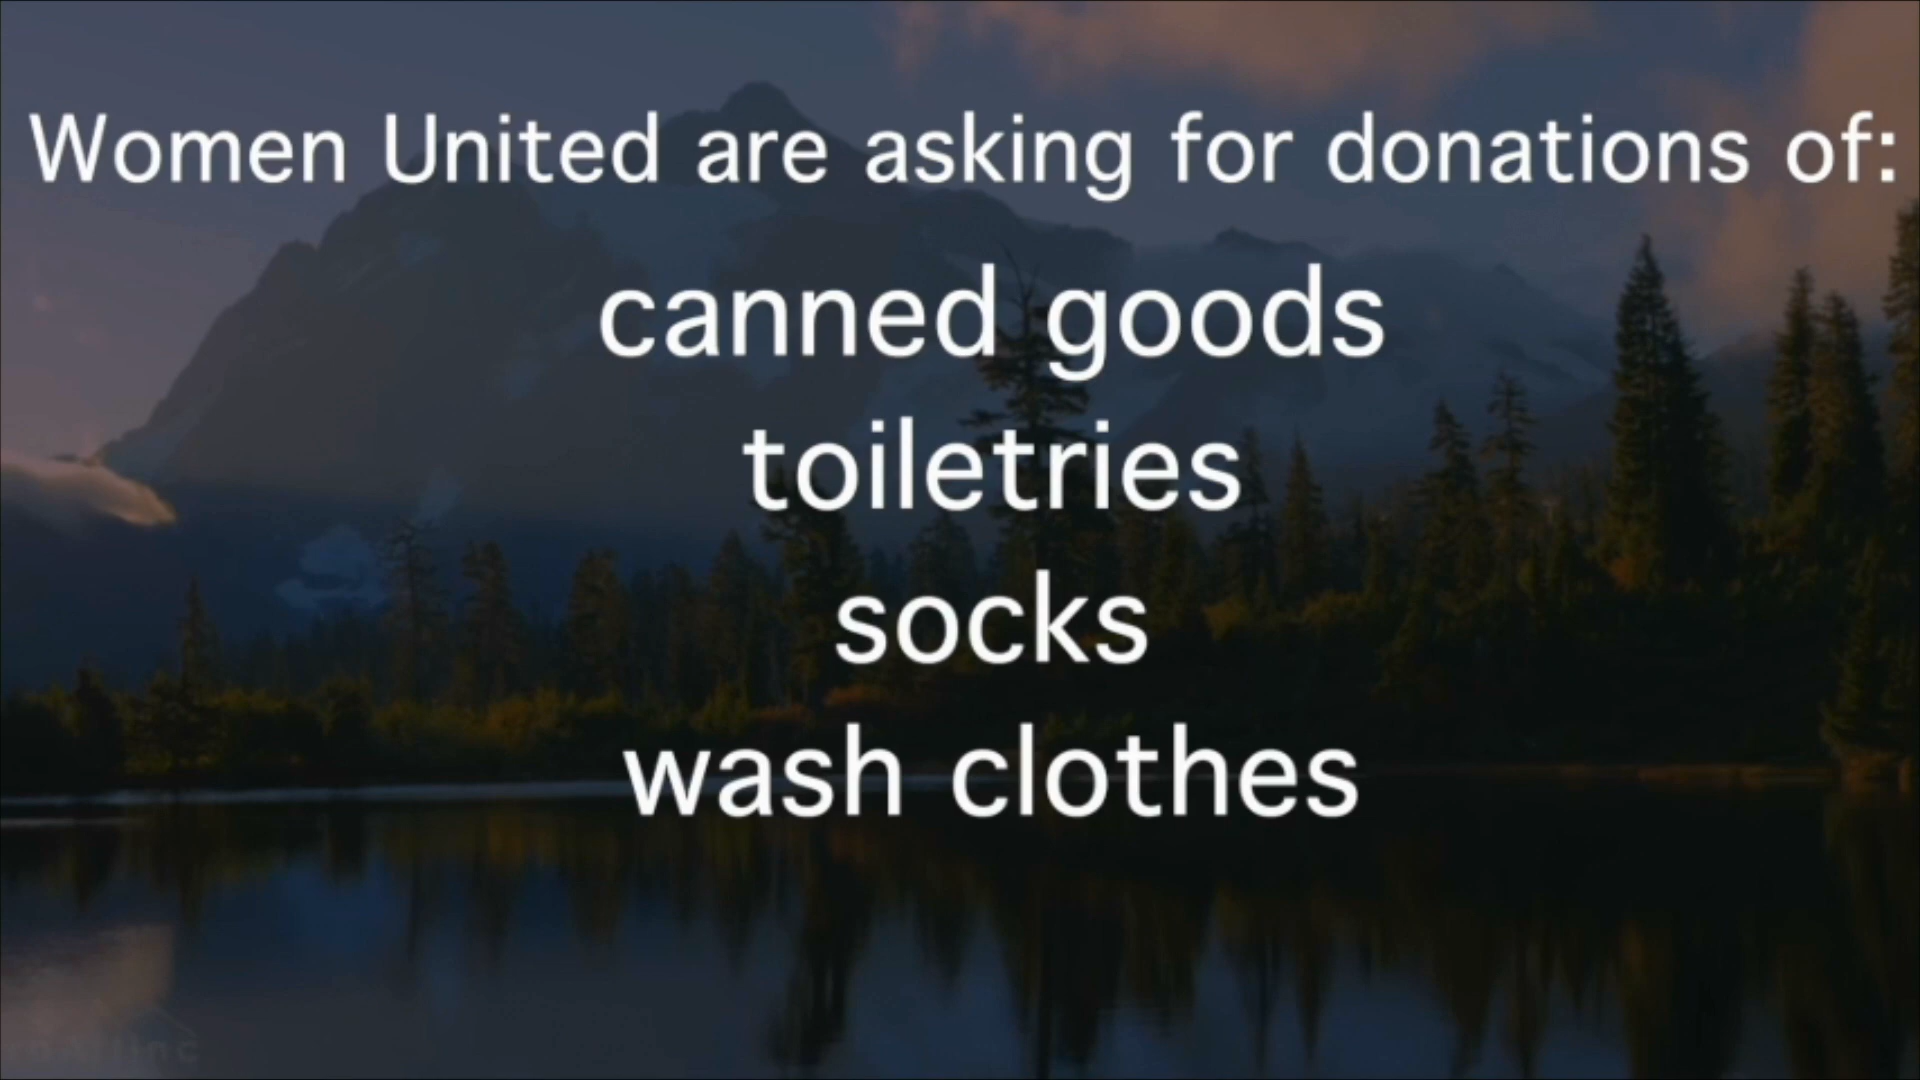 Women United are asking for donations of:
canned goods
toiletries
socks
wash clothes